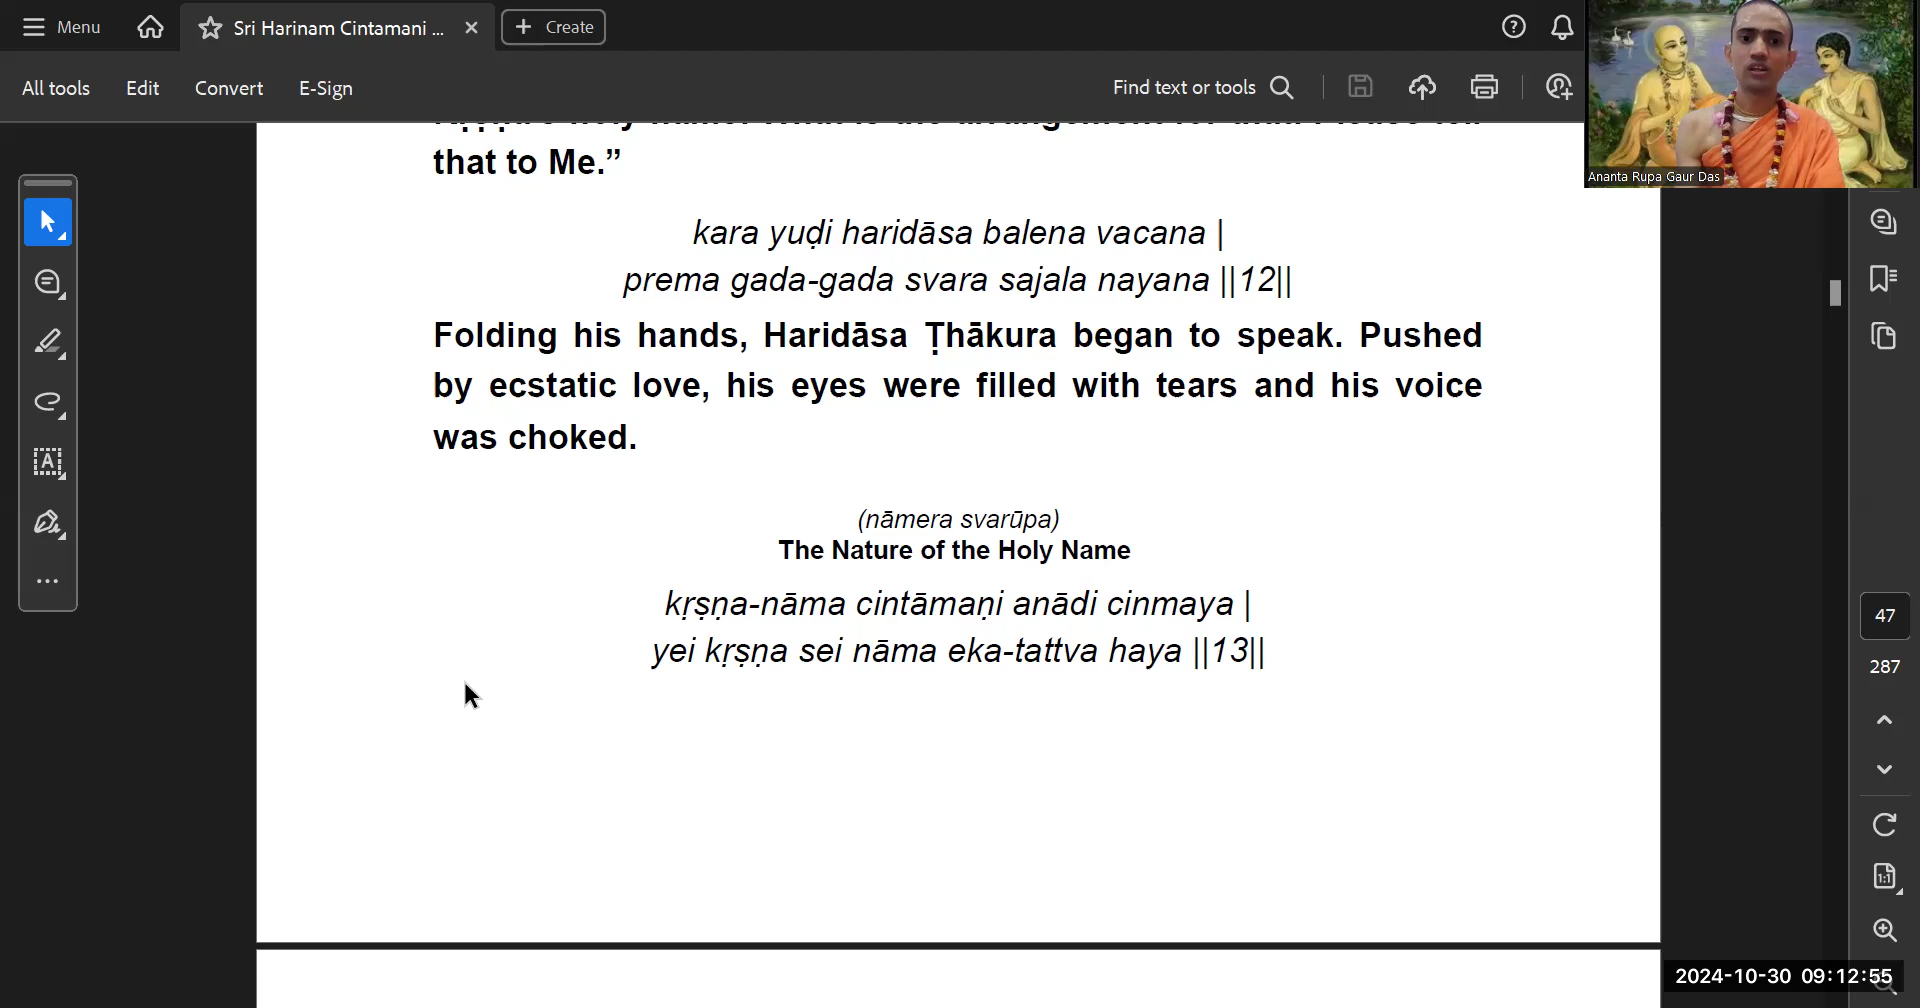 Menu
Sri Harinam Cintamani ...
Create
All tools
Edit
Convert
E-Sign
Find text or tools
Ananta Rupa Gaur Das
that to Me.”
kara yuḍi haridāsa balena vacana |
prema gada-gada svara sajala nayana ||12||
Folding his hands, Haridāsa Ṭhākura began to speak. Pushed
by ecstatic love, his eyes were filled with tears and his voice
was choked.
(nāmera svarūpa)
The Nature of the Holy Name
kṛṣṇa-nāma cintāmaṇi anādi cinmaya |
yei kṛṣṇa sei nāma eka-tattva haya ||13||
47
287
1:1
2024-10-30 09:12:55